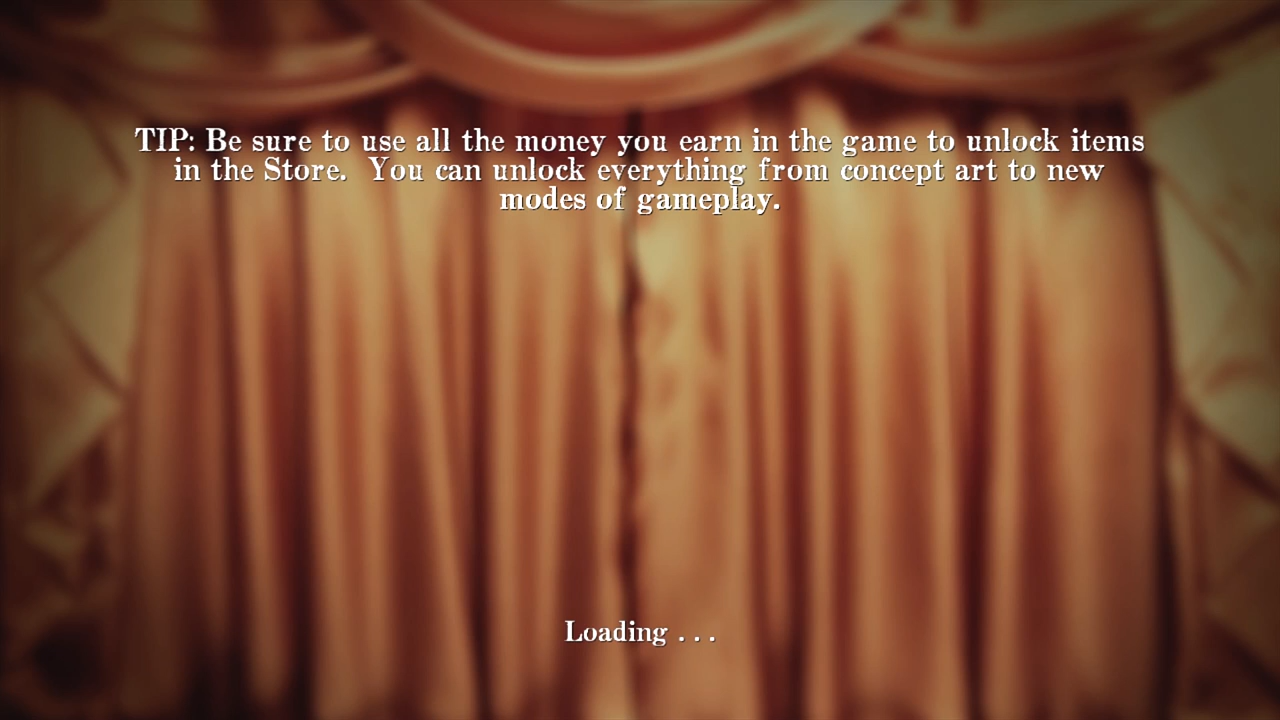 TIP: Be sure to use all the money you earn in the game to unlock items
in the Store.  You can unlock everything from concept art to new
modes of gameplay.
Loading . . .